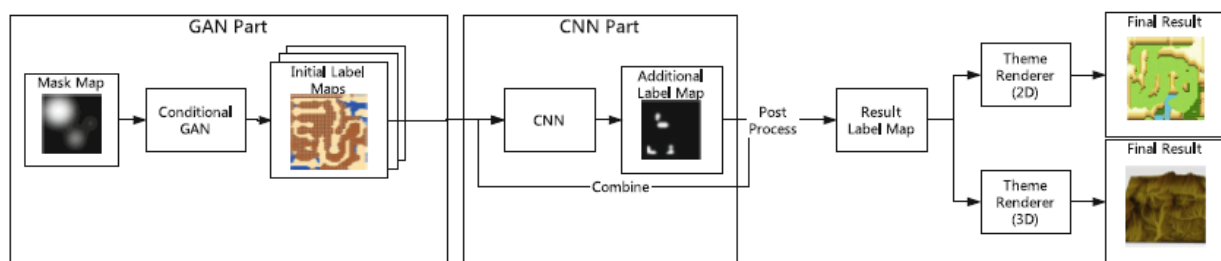 GAN Part
Mask Map
Conditional
GAN
Initial Label
Maps
CNN Part
CNN
Additional
Label Map
Combine
Post
Process
Result
Label Map
Theme
Renderer
(2D)
Final Result
Theme
Renderer
(3D)
Final Result